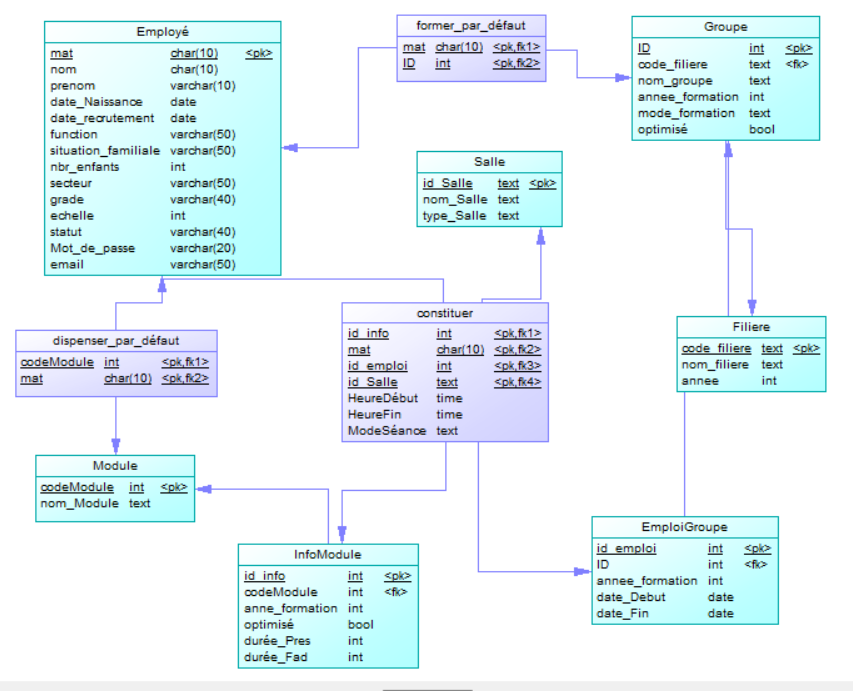 Employé
mat char(10) <pk>
nom char(10)
prenom varchar(10)
date_Naissance date
date_recrutement date
function varchar(50)
situation_familiale varchar(50)
nbr_enfants int
secteur varchar(50)
grade varchar(40)
echelle int
statut varchar(40)
Mot_de_passe varchar(20)
email varchar(50)
former_par_défaut
mat char(10) <pk,fk1>
ID int <pk,fk2>
Groupe
ID int <pk>
code_filiere text <fk>
nom_groupe text
annee_formation int
mode_formation text
optimisé bool
Salle
id_Salle text <pk>
nom_Salle text
type_Salle text
constituer
id_info int <pk,fk1>
mat char(10) <pk,fk2>
id_emploi int <pk,fk3>
id_Salle text <pk,fk4>
HeureDébut time
HeureFin time
ModeSéance text
Filiere
code_filiere text <pk>
nom_filiere text
annee int
dispenser_par_défaut
codeModule int <pk,fk1>
mat char(10) <pk,fk2>
Module
codeModule int <pk>
nom_Module text
InfoModule
id_info int <pk>
codeModule int <fk>
anne_formation int
optimisé bool
durée_Pres int
durée_Fad int
EmploiGroupe
id_emploi int <pk>
ID int <fk>
annee_formation int
date_Debut date
date_Fin date